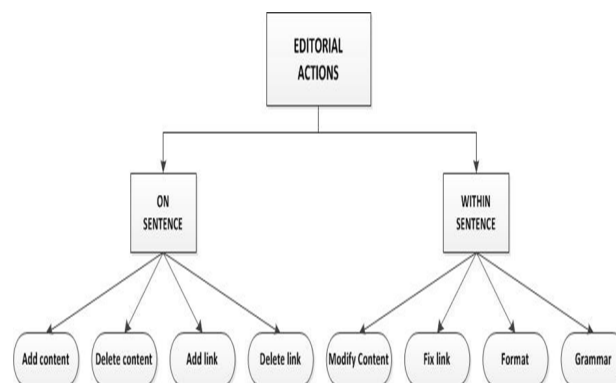 EDITORIAL
ACTIONS
ON
SENTENCE
WITHIN
SENTENCE
Add content
Delete content
Add link
Delete link
Modify Content
Fix link
Format
Grammar